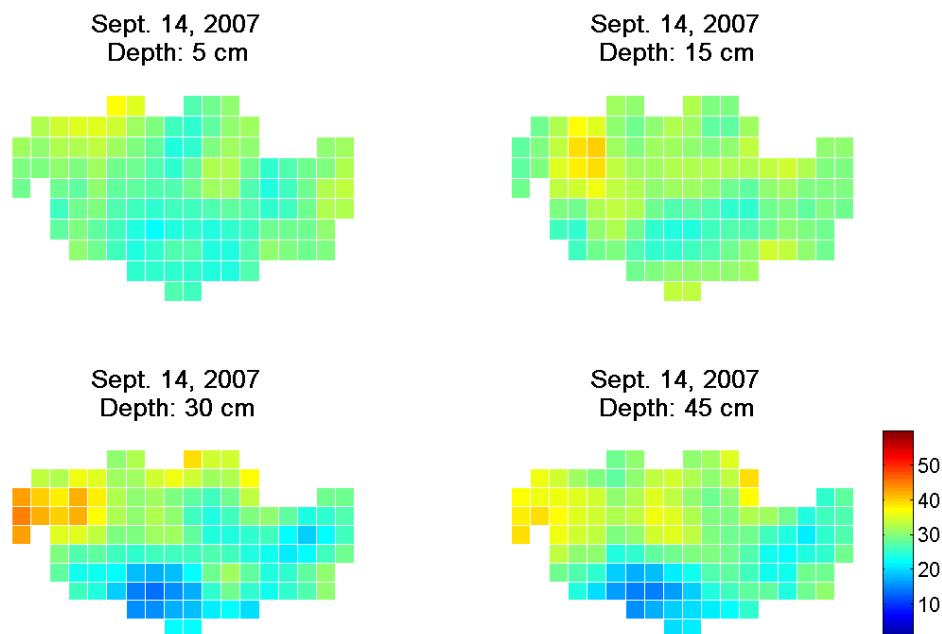 Sept. 14, 2007
Depth: 5 cm
Sept. 14, 2007
Depth: 15 cm
Sept. 14, 2007
Depth: 30 cm
Sept. 14, 2007
Depth: 45 cm
50
40
30
20
10